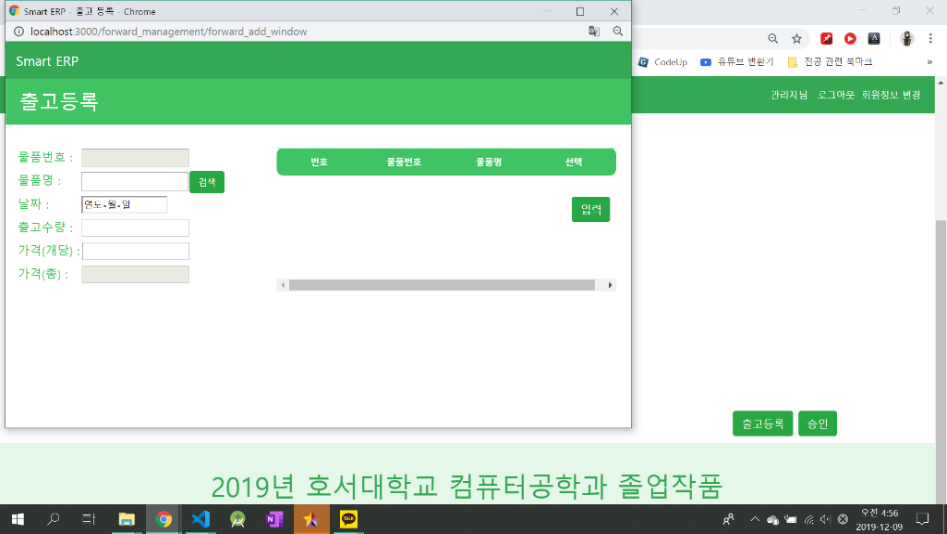 Smart ERP - 출고 등록 - Chrome
localhost:3000/forward_management/forward_add_window
Smart ERP
출고등록
물품번호 :
물품명 :
검색
날짜 :
연도-월-일
출고수량 :
가격(개당) :
가격(총) :
번호 물품번호 물품명 선택
입력
CodeUp 유튜브 변환기 전공 관련 북마크 »
관리자님 로그아웃 회원정보 변경
출고등록 승인
2019년 호서대학교 컴퓨터공학과 졸업작품
오전 4:56
2019-12-09